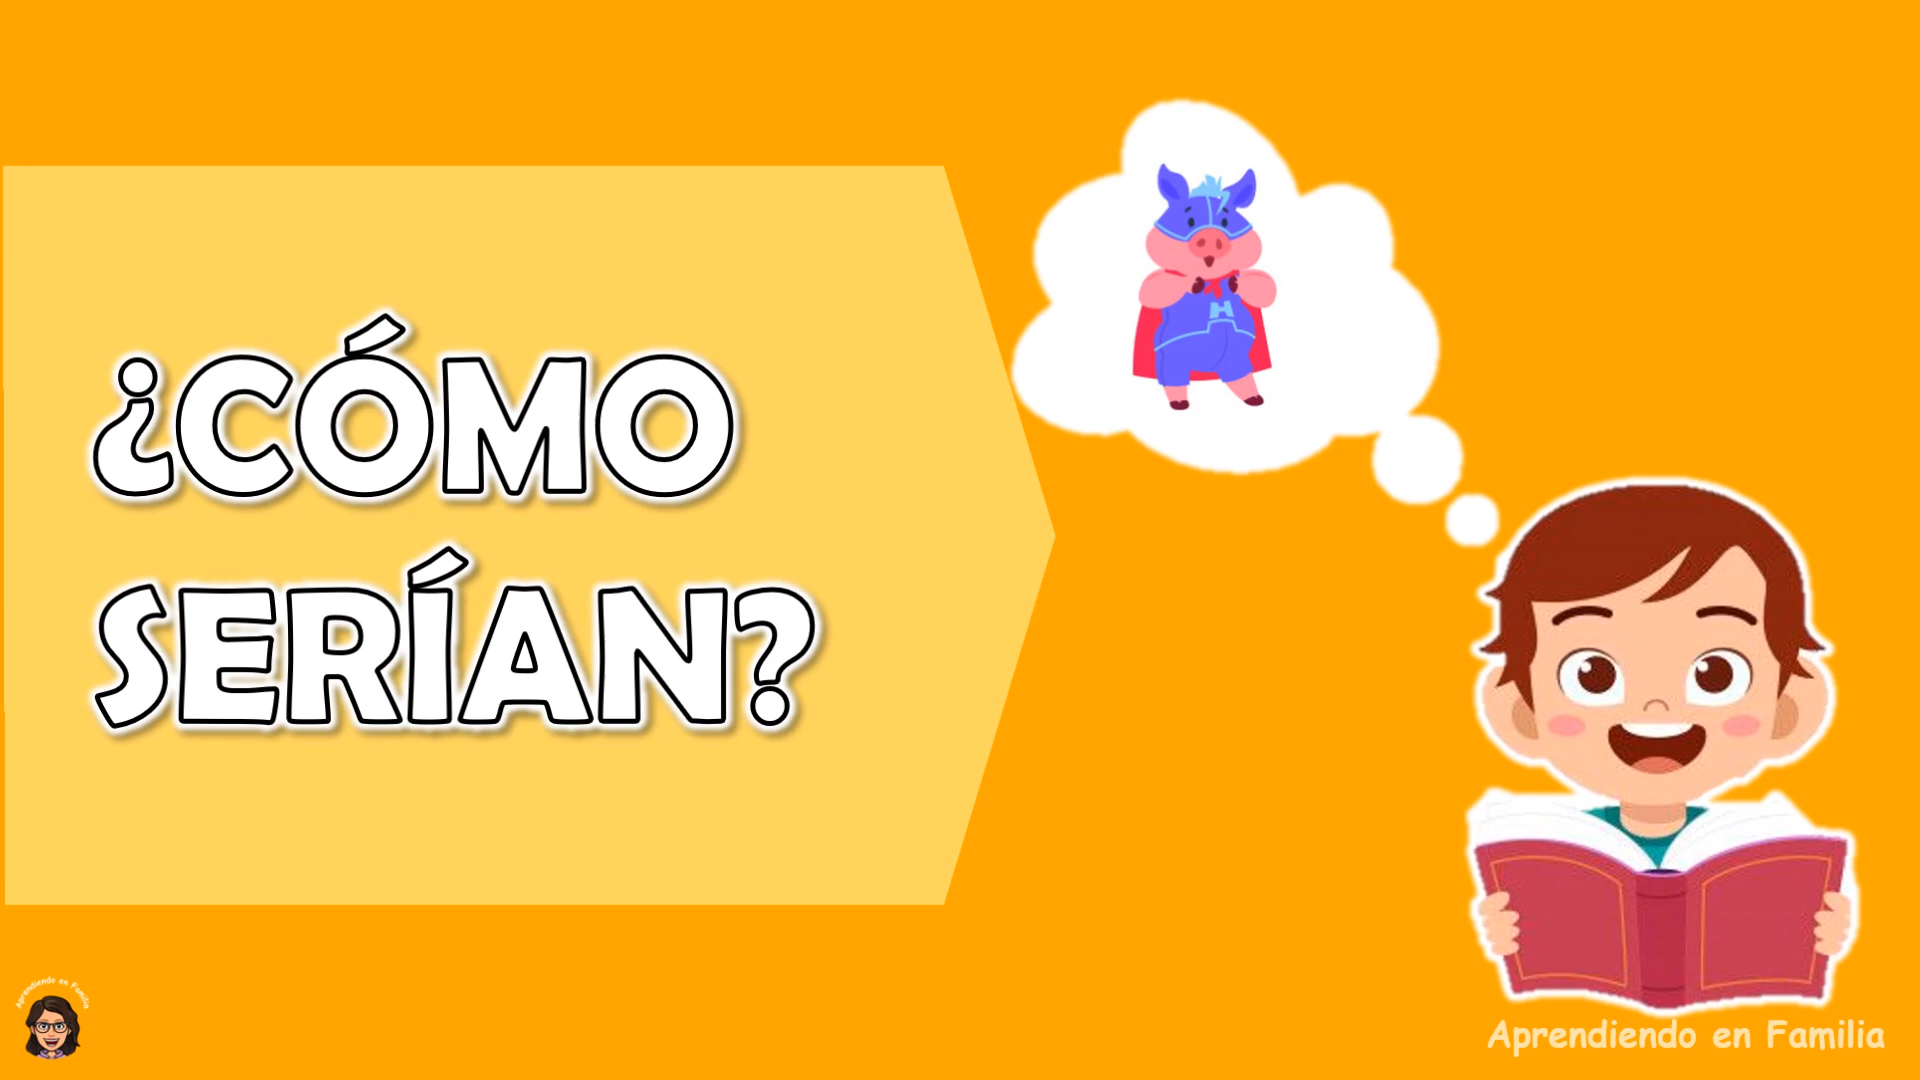 ¿CÓMO
SERÍAN?
H
Aprendiendo en Familia
Aprendiendo en Familia